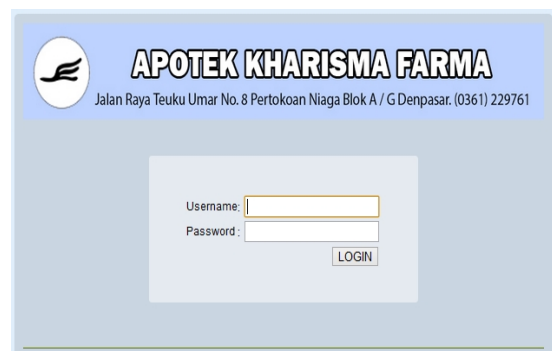 APOTEK KHARISMA FARMA
Jalan Raya Teuku Umar No. 8 Pertokoan Niaga Blok A / G Denpasar. (0361) 229761
Username:
Password :
LOGIN